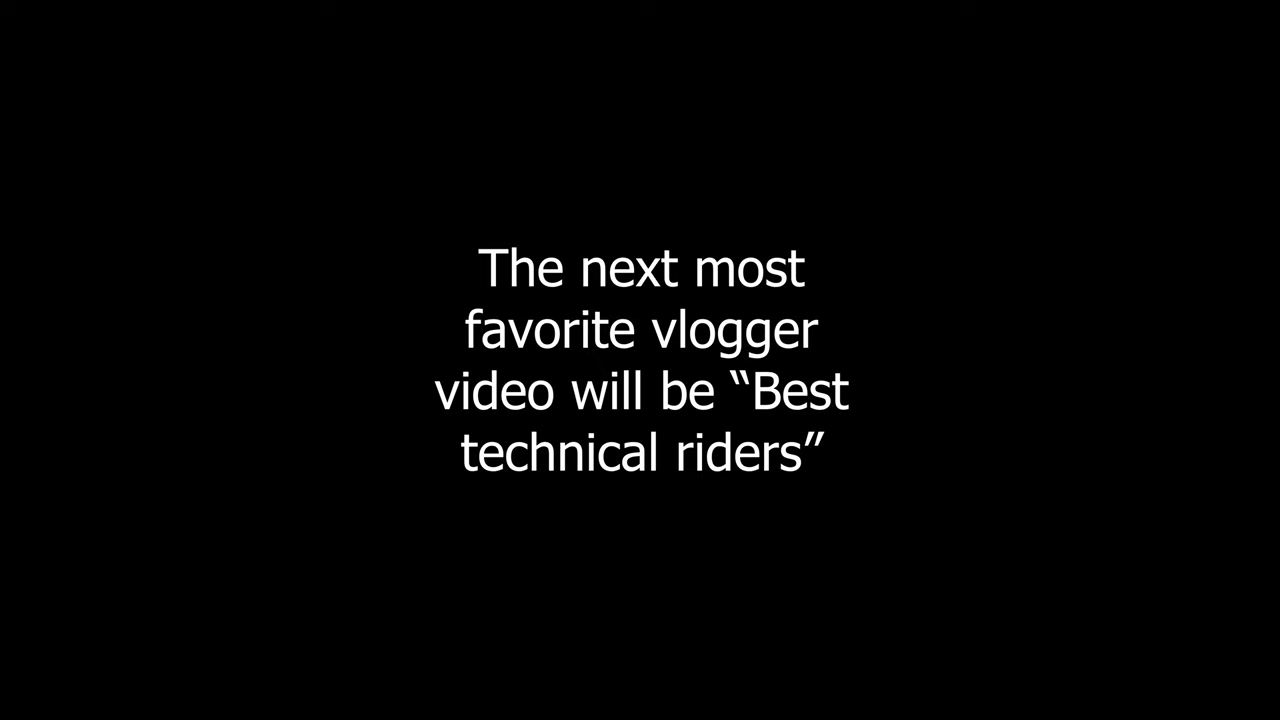 The next most
favorite vlogger
video will be “Best
technical riders”